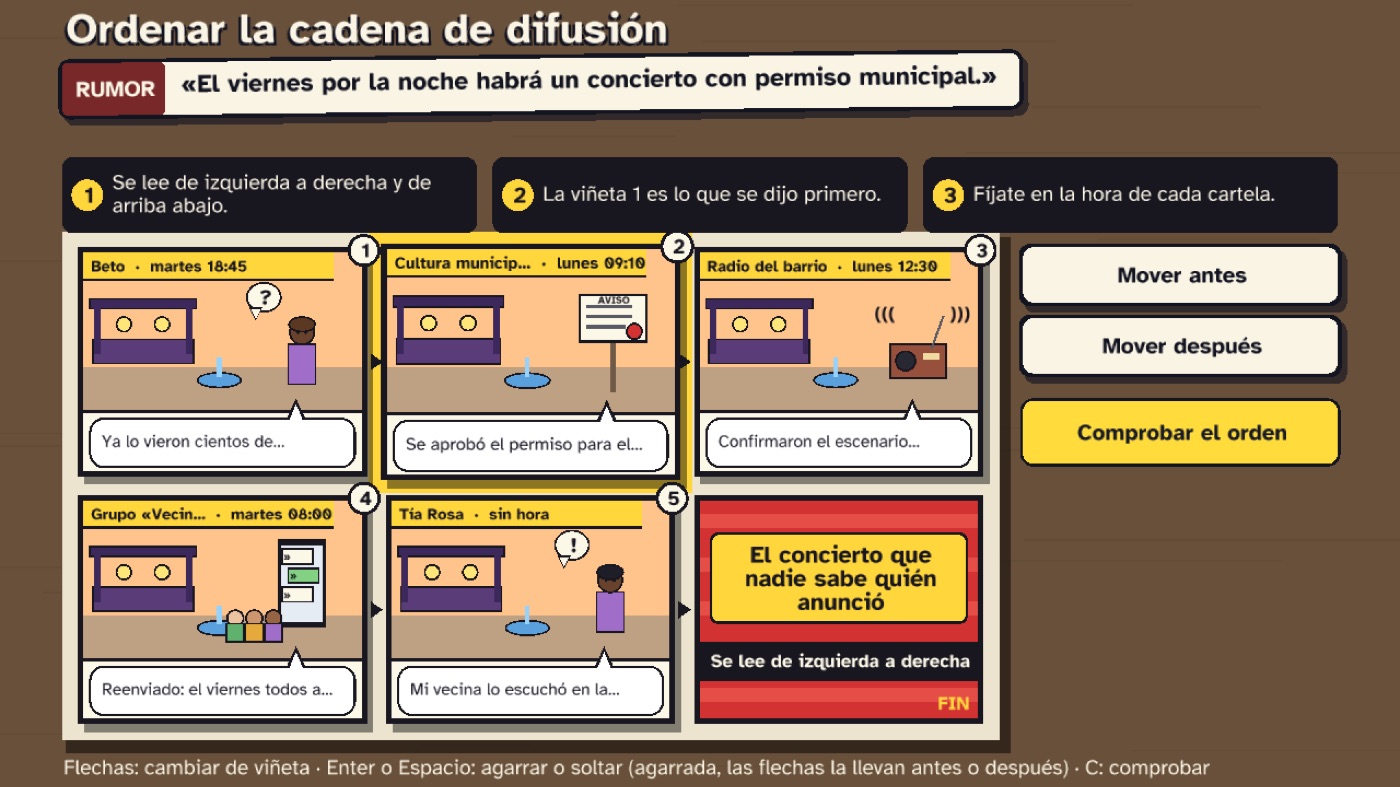 Ordenar la cadena de difusión
RUMOR
«El viernes por la noche habrá un concierto con permiso municipal.»
1
Se lee de izquierda a derecha y de
arriba abajo.
2
La viñeta 1 es lo que se dijo primero.
3
Fíjate en la hora de cada cartela.
1
Beto · martes 18:45
?
Ya lo vieron cientos de...
2
Cultura municip... · lunes 09:10
AVISO
Se aprobó el permiso para el...
3
Radio del barrio · lunes 12:30
((( )))
Confirmaron el escenario...
4
Grupo «Vecin... · martes 08:00
»
»
»
Reenviado: el viernes todos a...
5
Tía Rosa · sin hora
!
Mi vecina lo escuchó en la...
El concierto que
nadie sabe quién
anunció
Se lee de izquierda a derecha
FIN
Mover antes
Mover después
Comprobar el orden
Flechas: cambiar de viñeta · Enter o Espacio: agarrar o soltar (agarrada, las flechas la llevan antes o después) · C: comprobar